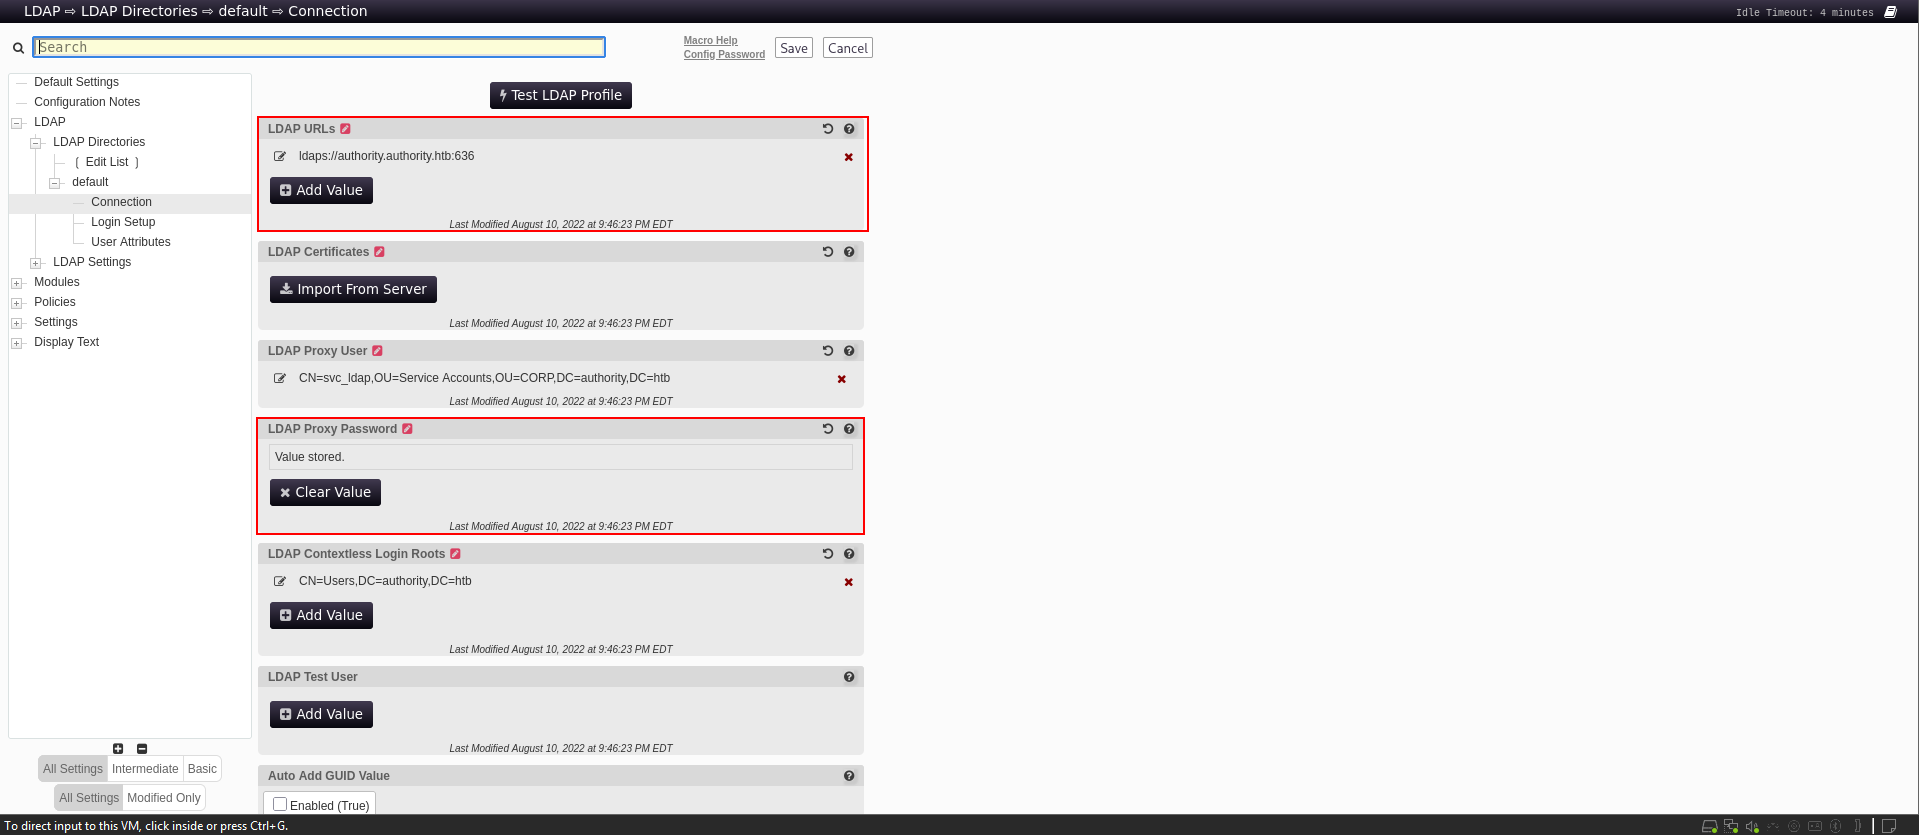 LDAP ⇨ LDAP Directories ⇨ default ⇨ Connection
Idle Timeout: 4 minutes
Search
Macro Help
Config Password
Save
Cancel
Default Settings
Configuration Notes
LDAP
LDAP Directories
[ Edit List ]
default
Connection
Login Setup
User Attributes
LDAP Settings
Modules
Policies
Settings
Display Text
All Settings Intermediate Basic
All Settings Modified Only
Test LDAP Profile
LDAP URLs
ldaps://authority.authority.htb:636
Add Value
Last Modified August 10, 2022 at 9:46:23 PM EDT
LDAP Certificates
Import From Server
Last Modified August 10, 2022 at 9:46:23 PM EDT
LDAP Proxy User
CN=svc_ldap,OU=Service Accounts,OU=CORP,DC=authority,DC=htb
Last Modified August 10, 2022 at 9:46:23 PM EDT
LDAP Proxy Password
Value stored.
Clear Value
Last Modified August 10, 2022 at 9:46:23 PM EDT
LDAP Contextless Login Roots
CN=Users,DC=authority,DC=htb
Add Value
Last Modified August 10, 2022 at 9:46:23 PM EDT
LDAP Test User
Add Value
Last Modified August 10, 2022 at 9:46:23 PM EDT
Auto Add GUID Value
Enabled (True)
To direct input to this VM, click inside or press Ctrl+G.